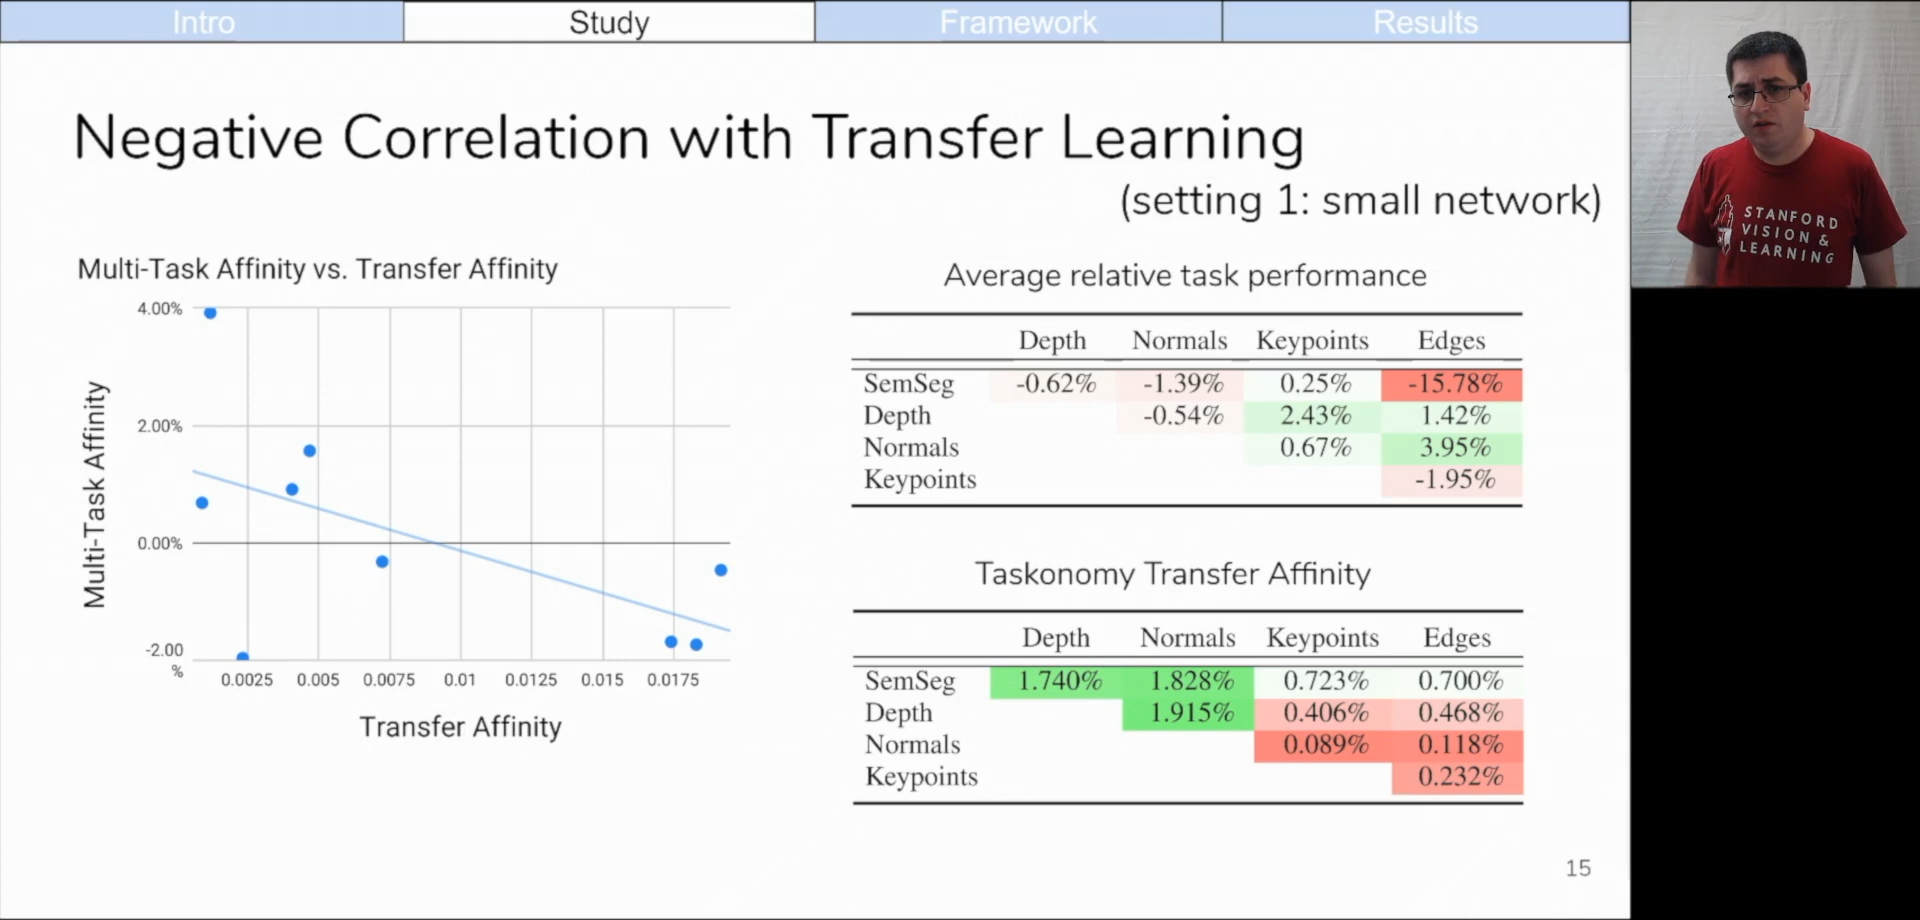 Intro
Study
Framework
Results
Negative Correlation with Transfer Learning
(setting 1: small network)
Multi-Task Affinity vs. Transfer Affinity
4.00%
2.00%
0.00%
-2.00
%
Multi-Task Affinity
0.0025 0.005 0.0075 0.01 0.0125 0.015 0.0175
Transfer Affinity
Average relative task performance
Depth Normals Keypoints Edges
SemSeg -0.62% -1.39% 0.25% -15.78%
Depth -0.54% 2.43% 1.42%
Normals 0.67% 3.95%
Keypoints -1.95%
Taskonomy Transfer Affinity
Depth Normals Keypoints Edges
SemSeg 1.740% 1.828% 0.723% 0.700%
Depth 1.915% 0.406% 0.468%
Normals 0.089% 0.118%
Keypoints 0.232%
15
STANFORD
VISION &
LEARNING